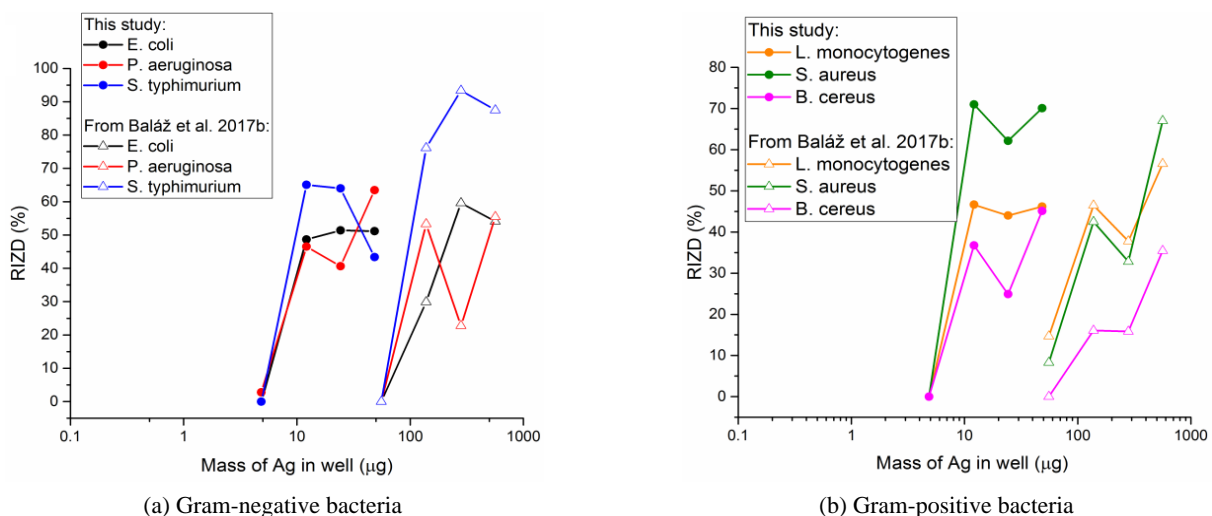 This study:
E. coli
P. aeruginosa
S. typhimurium
From Baláž et al. 2017b:
E. coli
P. aeruginosa
S. typhimurium
100
90
80
70
60
50
40
30
20
10
0
RIZD (%)
0.1 1 10 100 1000
Mass of Ag in well (µg)
(a) Gram-negative bacteria
This study:
L. monocytogenes
S. aureus
B. cereus
From Baláž et al. 2017b:
L. monocytogenes
S. aureus
B. cereus
80
70
60
50
40
30
20
10
0
RIZD (%)
0.1 1 10 100 1000
Mass of Ag in well (µg)
(b) Gram-positive bacteria